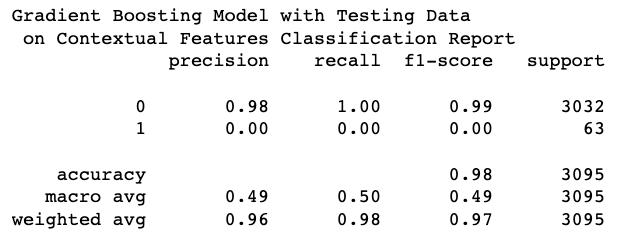 Gradient Boosting Model with Testing Data
on Contextual Features Classification Report
precision recall f1-score support
0 0.98 1.00 0.99 3032
1 0.00 0.00 0.00 63
accuracy 0.98 3095
macro avg 0.49 0.50 0.49 3095
weighted avg 0.96 0.98 0.97 3095